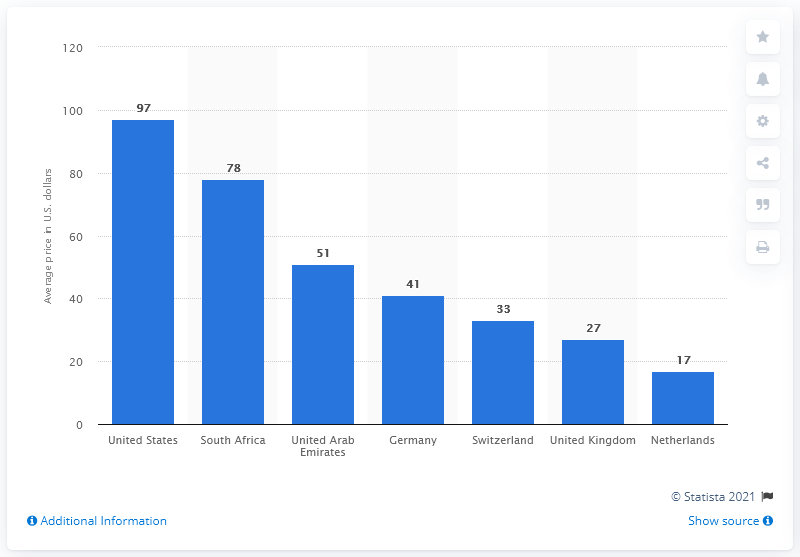 120
100
80
60
40
20
0
Average price in U.S. dollars
97
78
51
41
33
27
17
United States
South Africa
United Arab
Emirates
Germany
Switzerland
United Kingdom
Netherlands
© Statista 2021
Additional Information
Show source